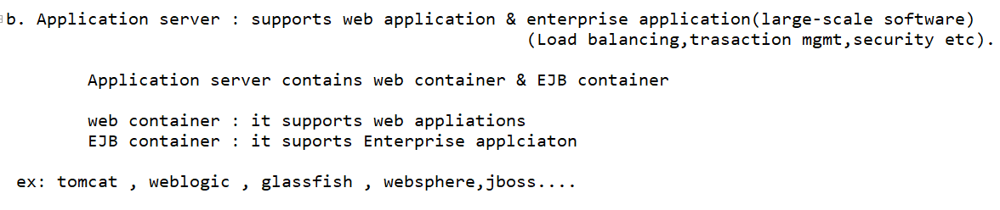 b. Application server : supports web application & enterprise application(large-scale software)
(Load balancing,trasaction mgmt,security etc).
Application server contains web container & EJB container
web container : it supports web appliations
EJB container : it suports Enterprise applciaton
ex: tomcat , weblogic , glassfish , websphere,jboss....